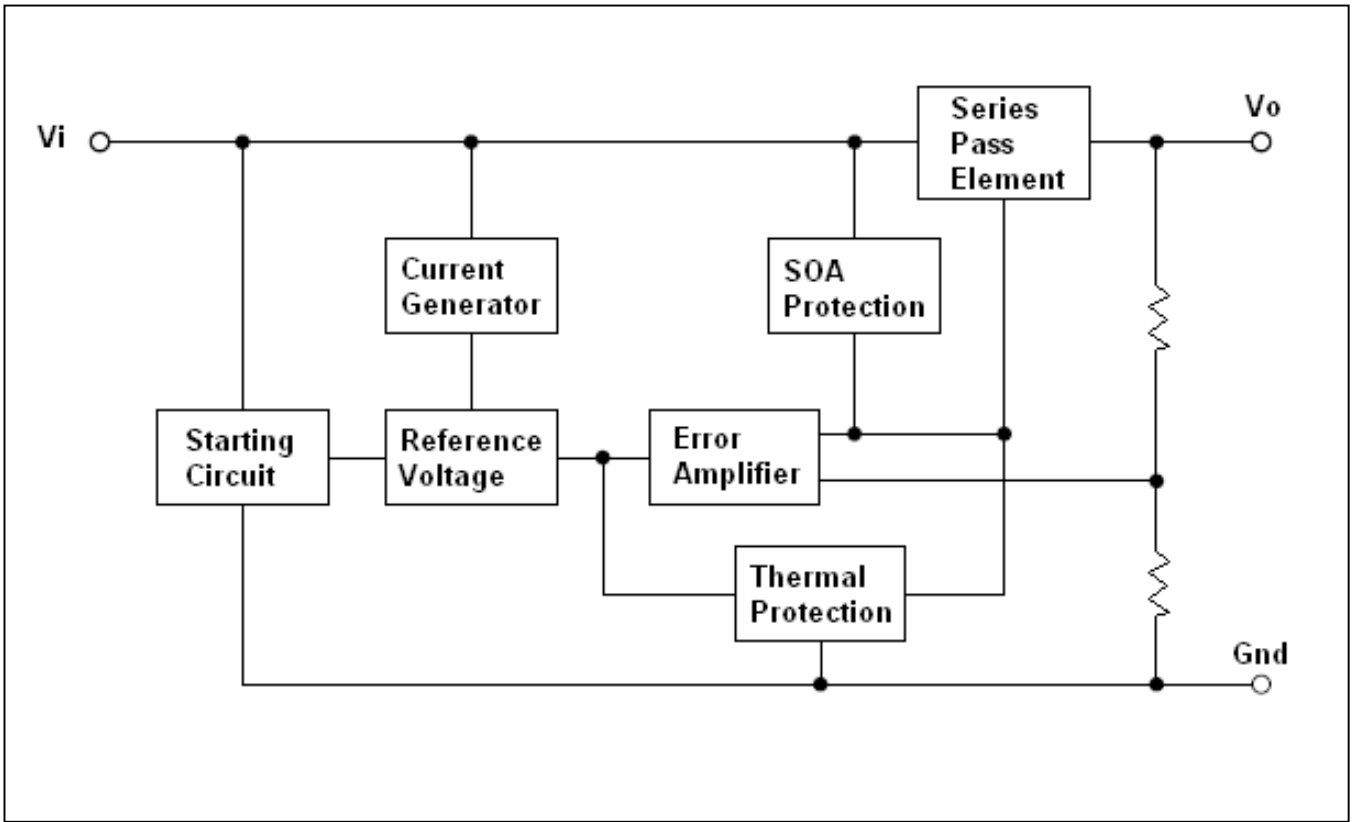 Vi
Series
Pass
Element
Vo
Current
Generator
SOA
Protection
Starting
Circuit
Reference
Voltage
Error
Amplifier
Thermal
Protection
Gnd